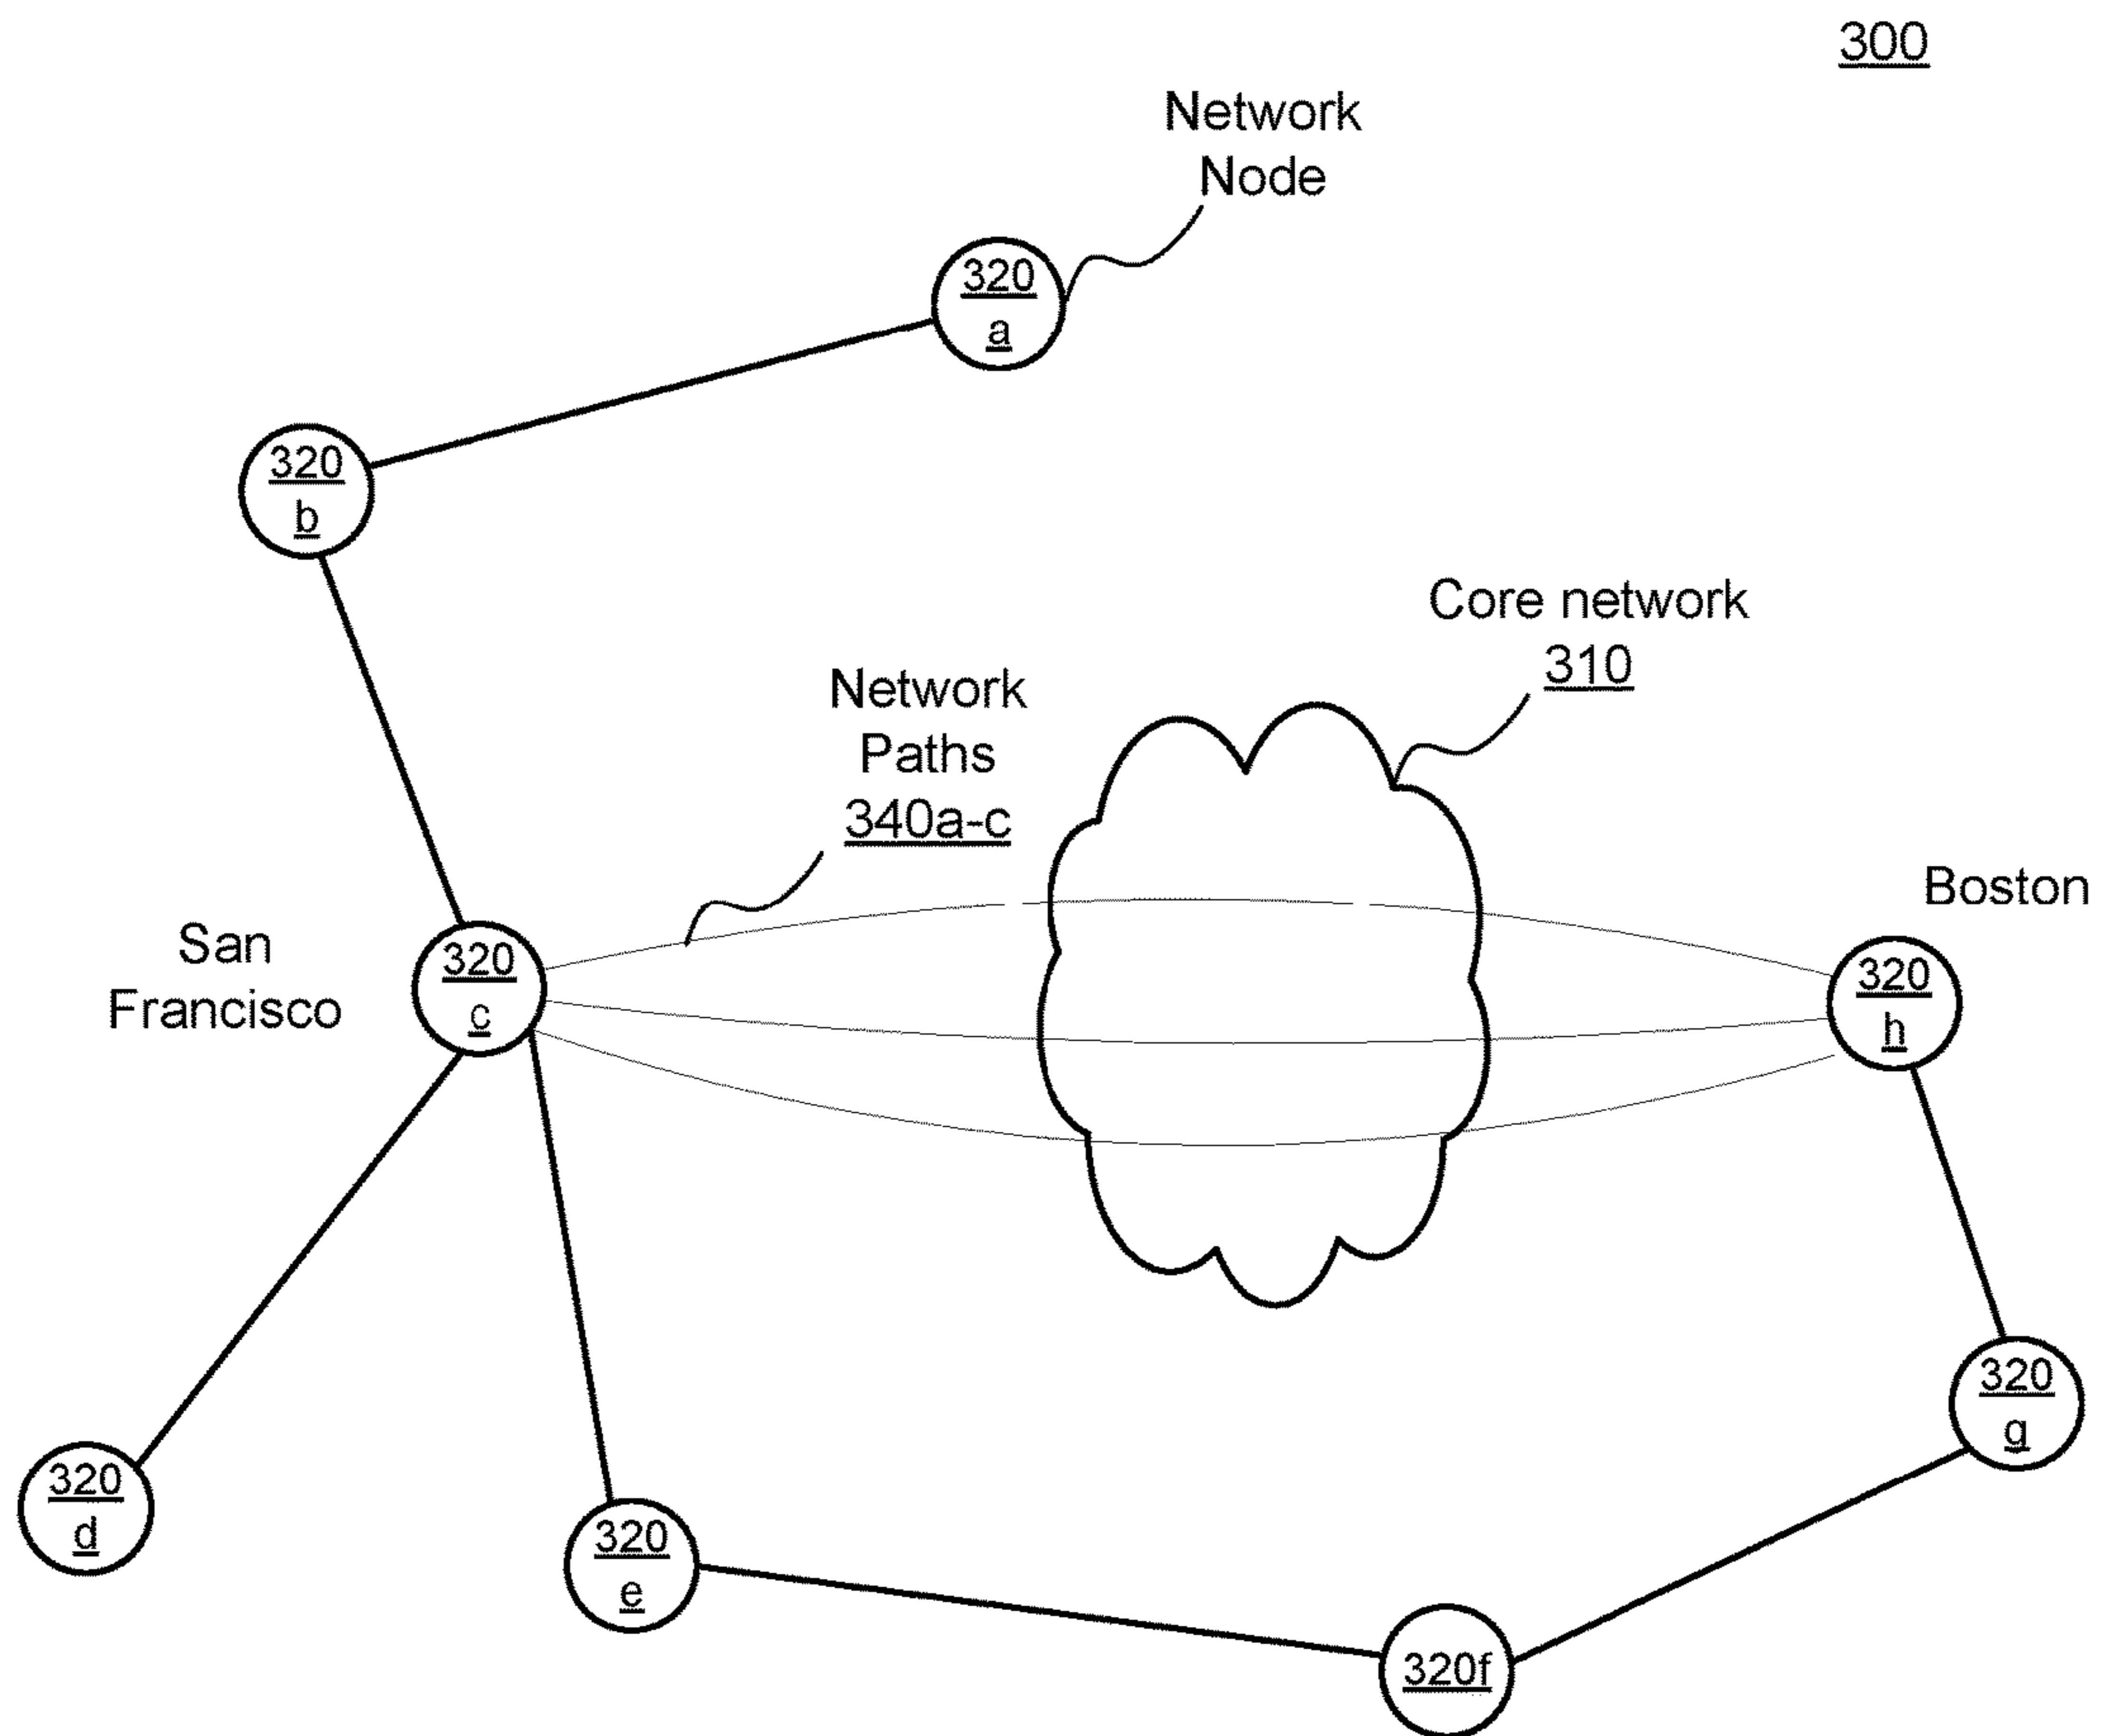 300
Network
Node
320
a
320
b
Core network
310
Network
Paths
340a-c
Boston
San
Francisco
320
c
320
h
320
g
320
d
320
e
320f